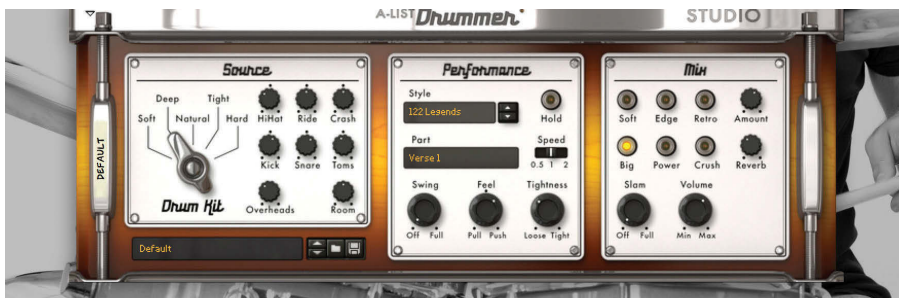 A-LIST Drummer STUDIO
Source
Deep Tight
Soft Natural Hard
HiHat Ride Crash
Kick Snare Toms
Drum Kit Overheads Room
DEFAULT
Default
Performance
Style
122 Legends
Hold
Part
Speed
Verse 1
0.5 1 2
Swing Feel Tightness
Off Full Pull Push Loose Tight
Mix
Soft Edge Retro Amount
Big Power Crush Reverb
Slam Volume
Off Full Min Max